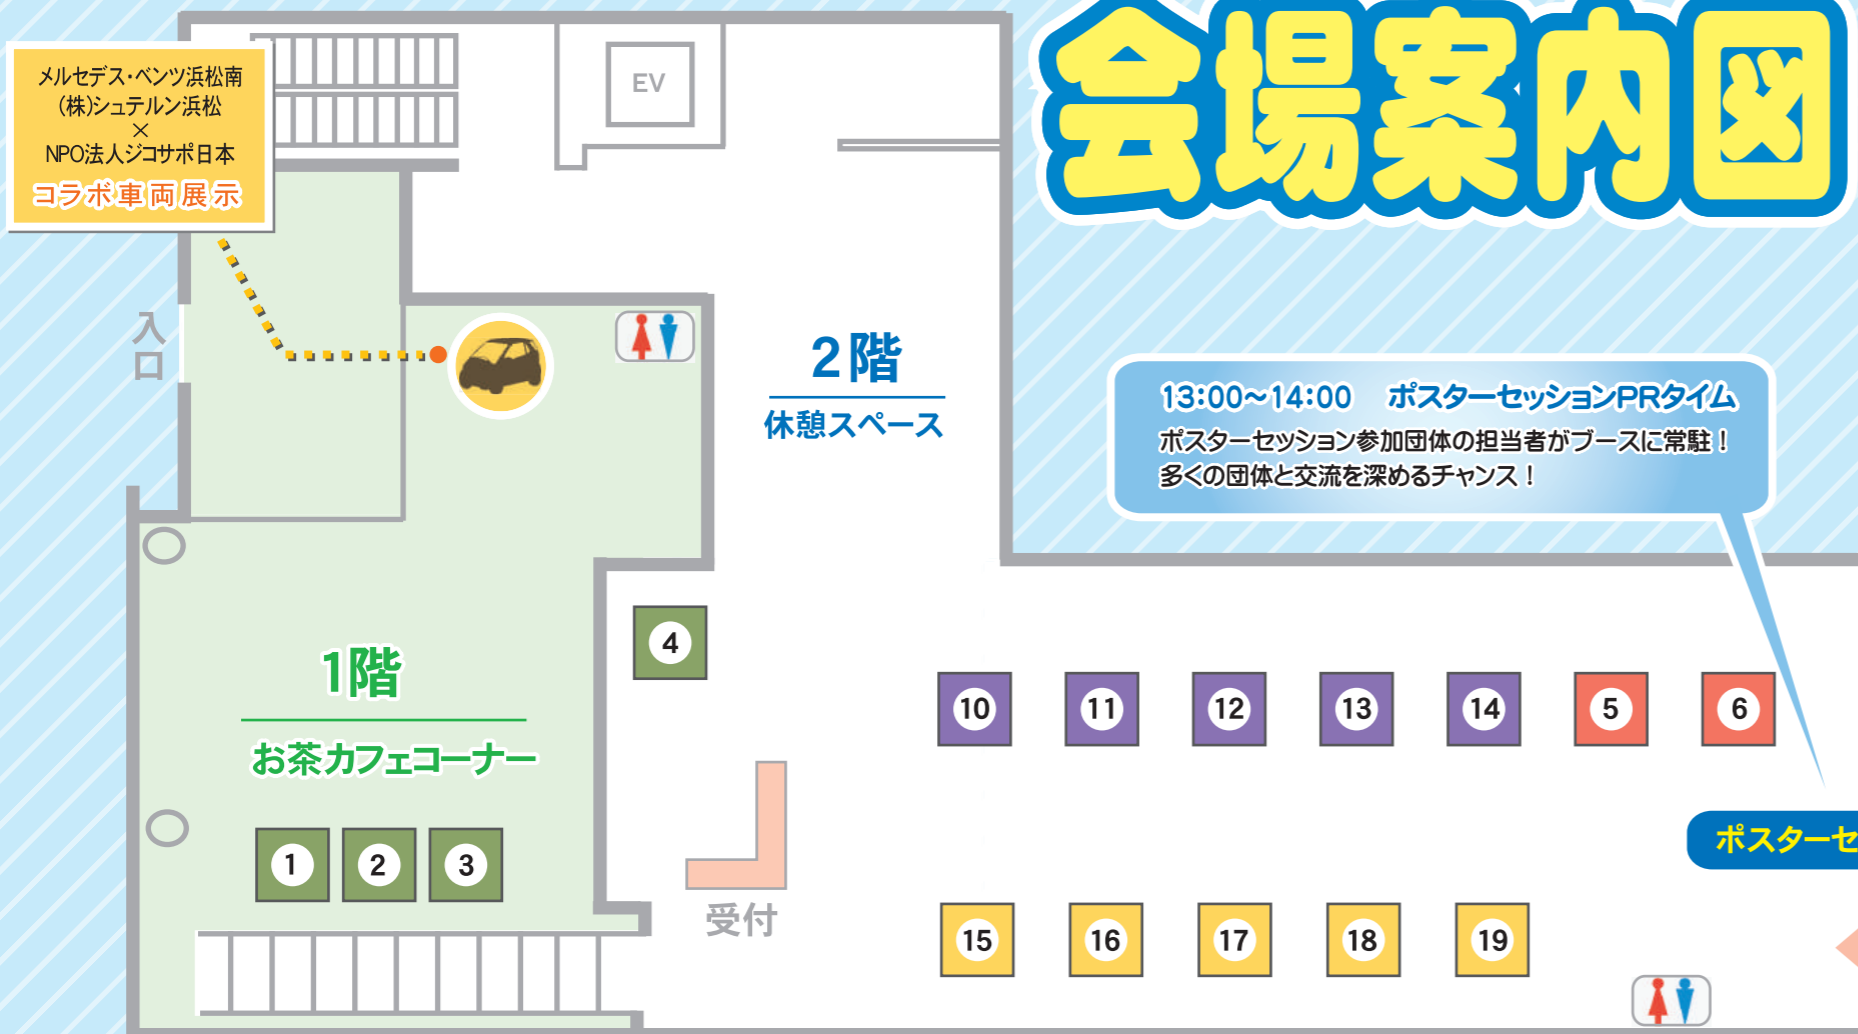 会場案内図
メルセデス・ベンツ浜松南
(株)シュテルン浜松
×
NPO法人ジコサポ日本
コラボ車両展示
EV
入口
2階
休憩スペース
13:00~14:00 ポスターセッションPRタイム
ポスターセッション参加団体の担当者がブースに常駐!
多くの団体と交流を深めるチャンス!
1階
お茶カフェコーナー
4
10 11 12 13 14 5 6
ポスターセ
1 2 3
受付
15 16 17 18 19